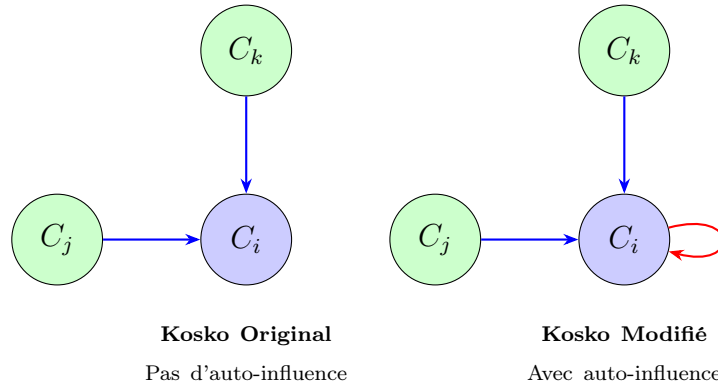 $C_k$ $C_k$
$C_j$ $C_i$ $C_j$ $C_i$
Kosko Original Kosko Modifié
Pas d'auto-influence Avec auto-influence